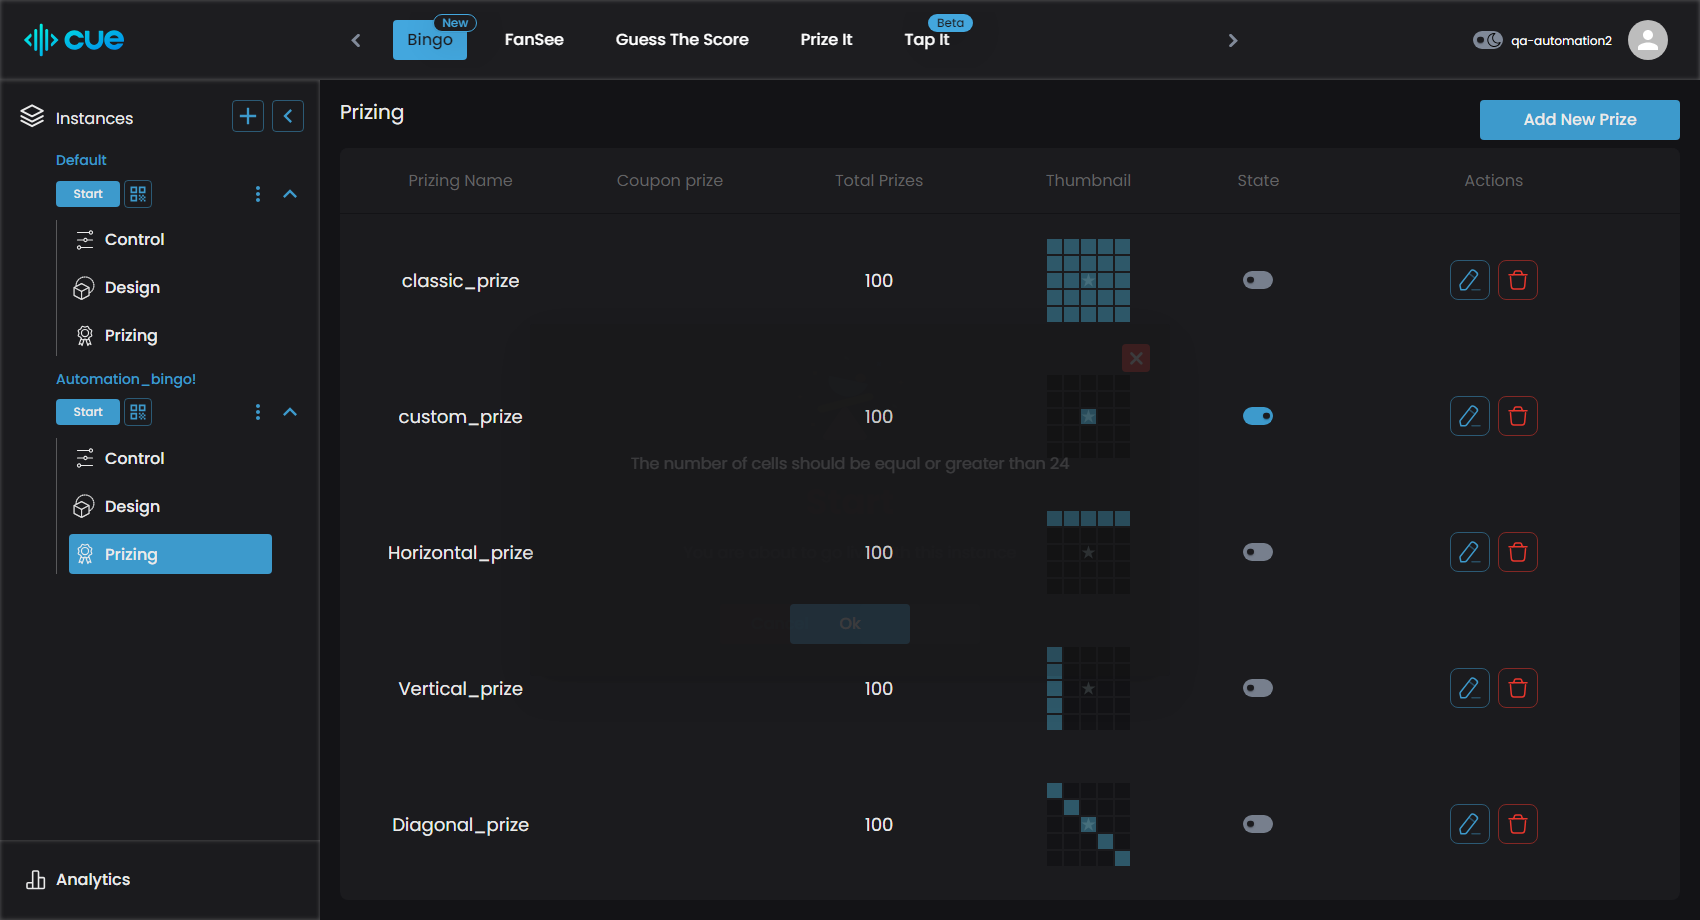 cue
Bingo
New
FanSee
Guess The Score
Prize It
Tap It
Beta
qa-automation2
Instances
Default
Start
Control
Design
Prizing
Automation_bingo!
Start
Control
Design
Prizing
Analytics
Prizing
Add New Prize
Prizing Name Coupon prize Total Prizes Thumbnail State Actions
classic_prize 100
custom_prize 100
The number of cells should be equal or greater than 24
Horizontal_prize 100
Ok
Vertical_prize 100
Diagonal_prize 100